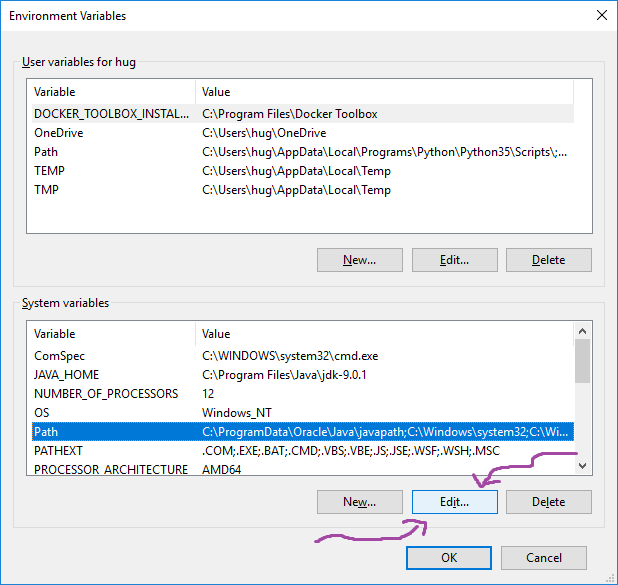 Environment Variables
User variables for hug
Variable Value
DOCKER_TOOLBOX_INSTAL... C:\Program Files\Docker Toolbox
OneDrive C:\Users\hug\OneDrive
Path C:\Users\hug\AppData\Local\Programs\Python\Python35\Scripts\;...
TEMP C:\Users\hug\AppData\Local\Temp
TMP C:\Users\hug\AppData\Local\Temp
New... Edit... Delete
System variables
Variable Value
ComSpec C:\WINDOWS\system32\cmd.exe
JAVA_HOME C:\Program Files\Java\jdk-9.0.1
NUMBER_OF_PROCESSORS 12
OS Windows_NT
Path C:\ProgramData\Oracle\Java\javapath;C:\Windows\system32;C:\Wi...
PATHEXT .COM;.EXE;.BAT;.CMD;.VBS;.VBE;.JS;.JSE;.WSF;.WSH;.MSC
PROCESSOR_ARCHITECTURE AMD64
New... Edit... Delete
OK Cancel